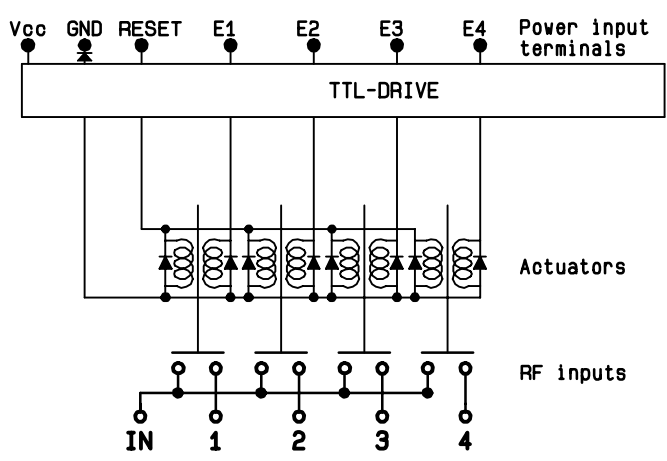 Vcc GND RESET E1 E2 E3 E4 Power input
terminals
TTL-DRIVE
Actuators
RF inputs
IN 1 2 3 4